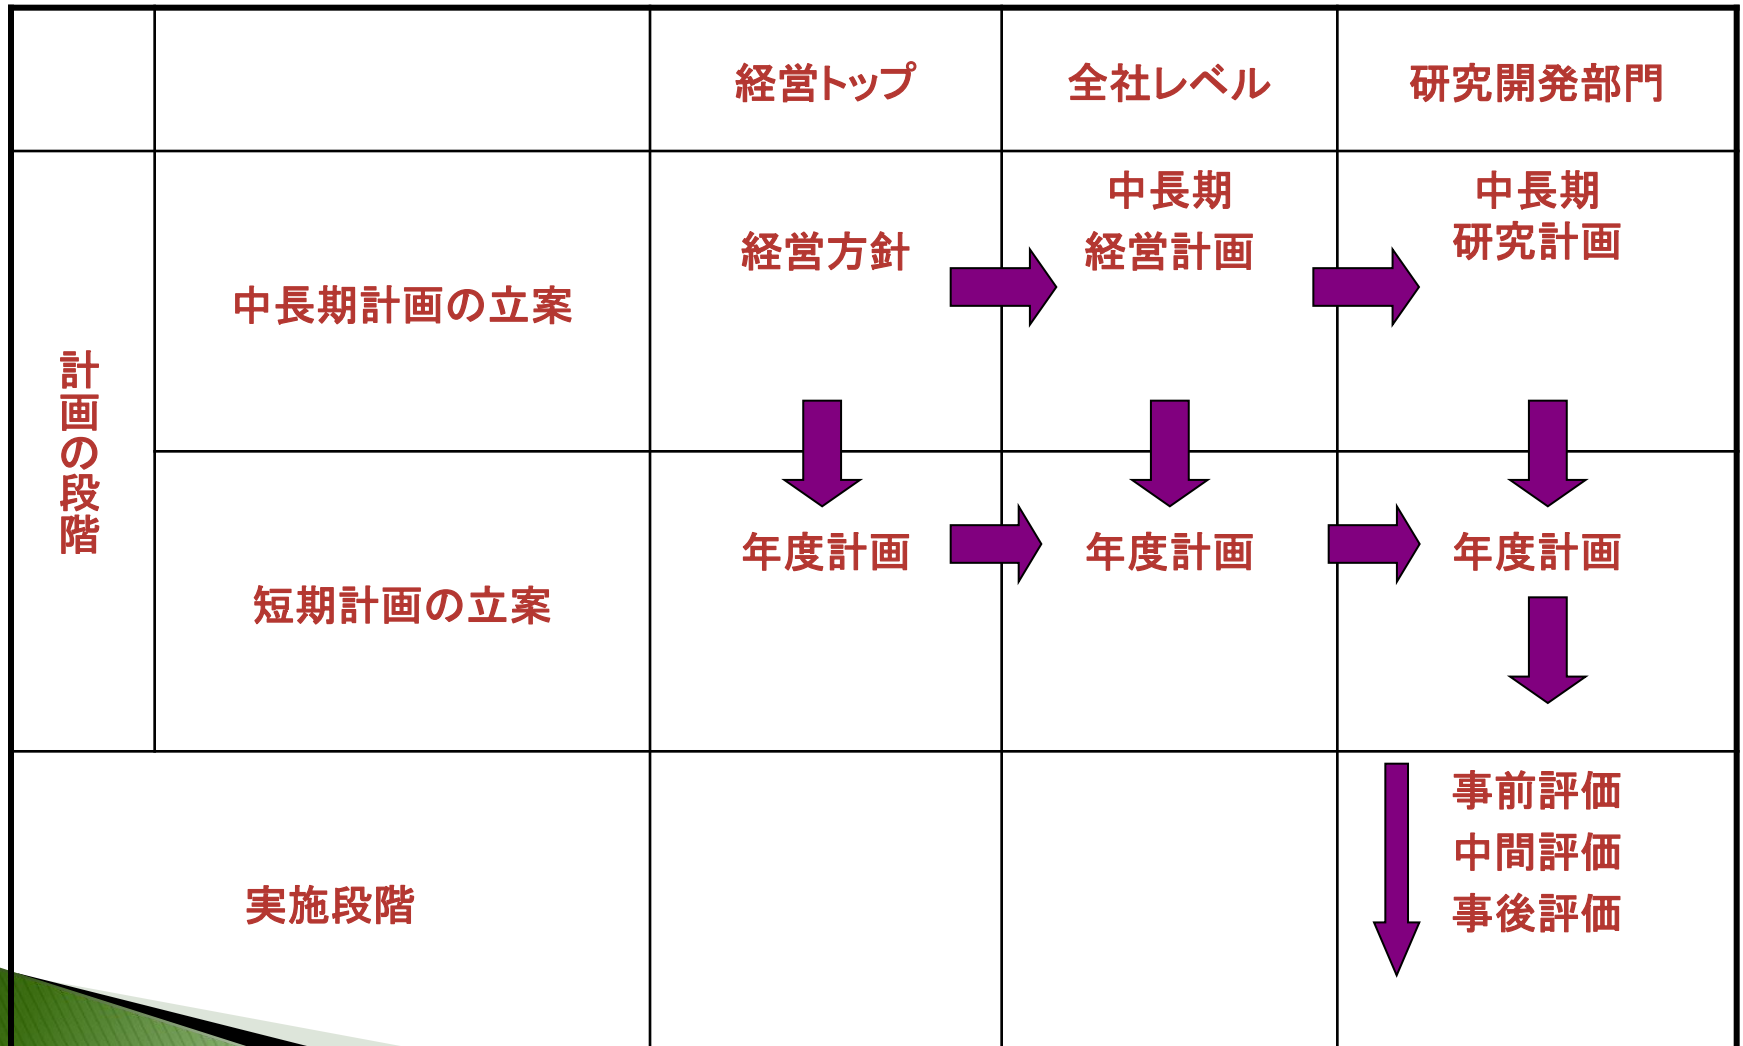 経営トップ
全社レベル
研究開発部門
計画の段階
中長期計画の立案
経営方針
中長期
経営計画
中長期
研究計画
短期計画の立案
年度計画
年度計画
年度計画
実施段階
事前評価
中間評価
事後評価